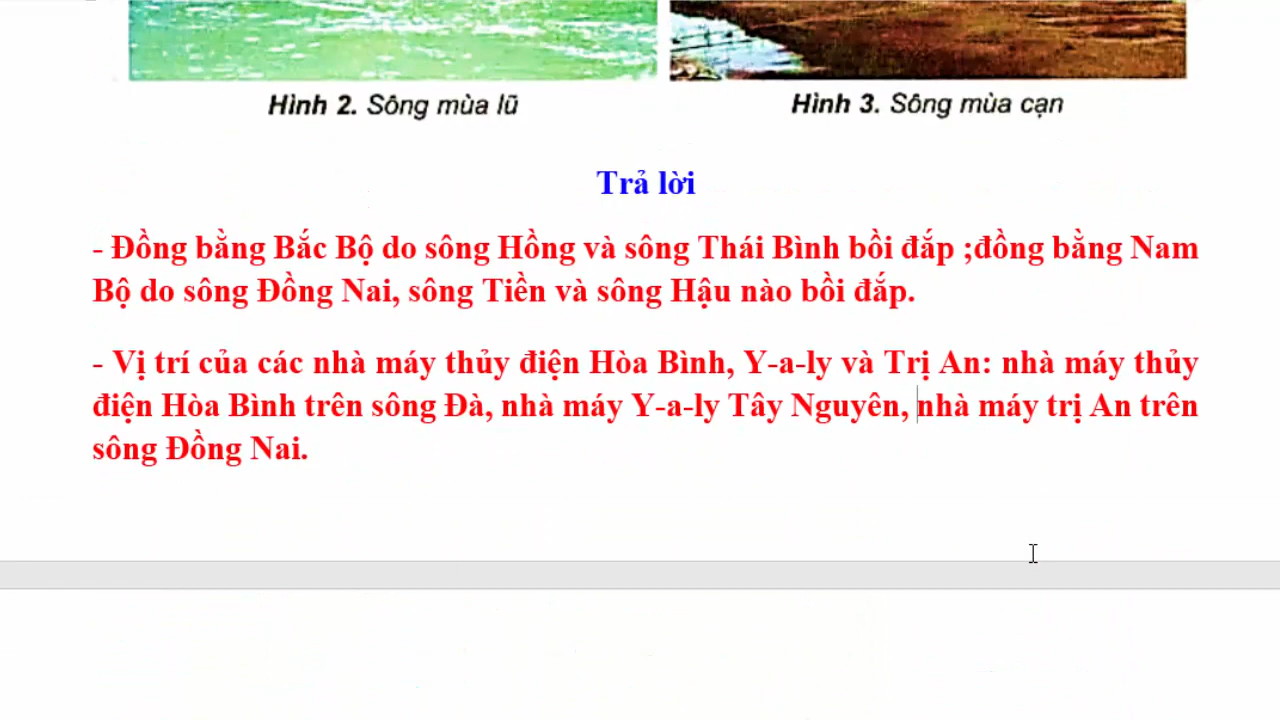 Hình 2. Sông mùa lũ
Hình 3. Sông mùa cạn
Trả lời
- Đồng bằng Bắc Bộ do sông Hồng và sông Thái Bình bồi đắp ;đồng bằng Nam
Bộ do sông Đồng Nai, sông Tiền và sông Hậu nào bồi đắp.
- Vị trí của các nhà máy thủy điện Hòa Bình, Y-a-ly và Trị An: nhà máy thủy
điện Hòa Bình trên sông Đà, nhà máy Y-a-ly Tây Nguyên, nhà máy trị An trên
sông Đồng Nai.